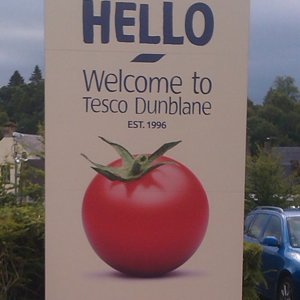 HELLO
Welcome to
Tesco Dunblane
EST. 1996